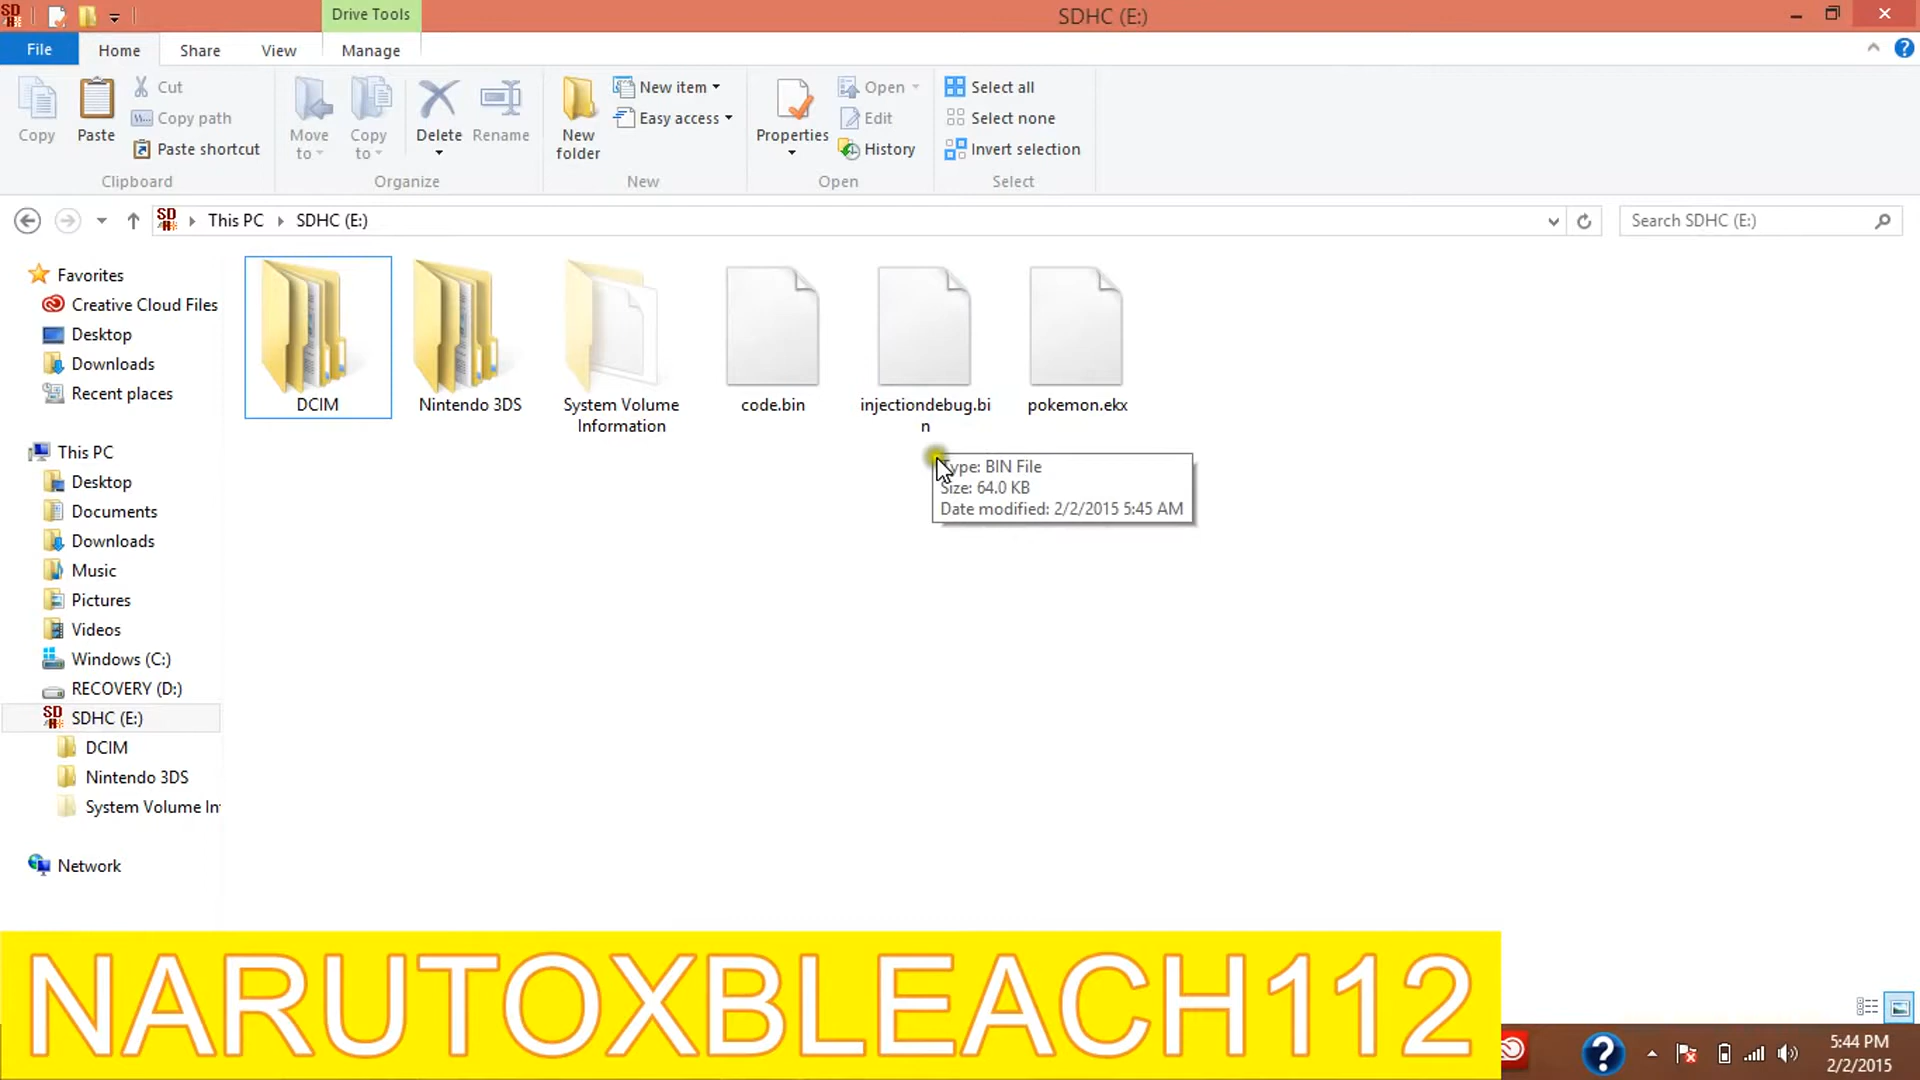 Drive Tools
SDHC (E:)
File
Home
Share
View
Manage
Copy
Paste
Cut
Copy path
Paste shortcut
Clipboard
Move to
Copy to
Delete
Rename
Organize
New folder
New item
Easy access
New
Properties
Open
Edit
History
Open
Select all
Select none
Invert selection
Select
This PC
SDHC (E:)
Search SDHC (E:)
Favorites
Creative Cloud Files
Desktop
Downloads
Recent places
This PC
Desktop
Documents
Downloads
Music
Pictures
Videos
Windows (C:)
RECOVERY (D:)
SDHC (E:)
DCIM
Nintendo 3DS
System Volume In
Network
DCIM
Nintendo 3DS
System Volume
Information
code.bin
injectiondebug.bi
n
pokemon.ekx
Type: BIN File
Size: 64.0 KB
Date modified: 2/2/2015 5:45 AM
NARUTOXBLEACH112
5:44 PM
2/2/2015